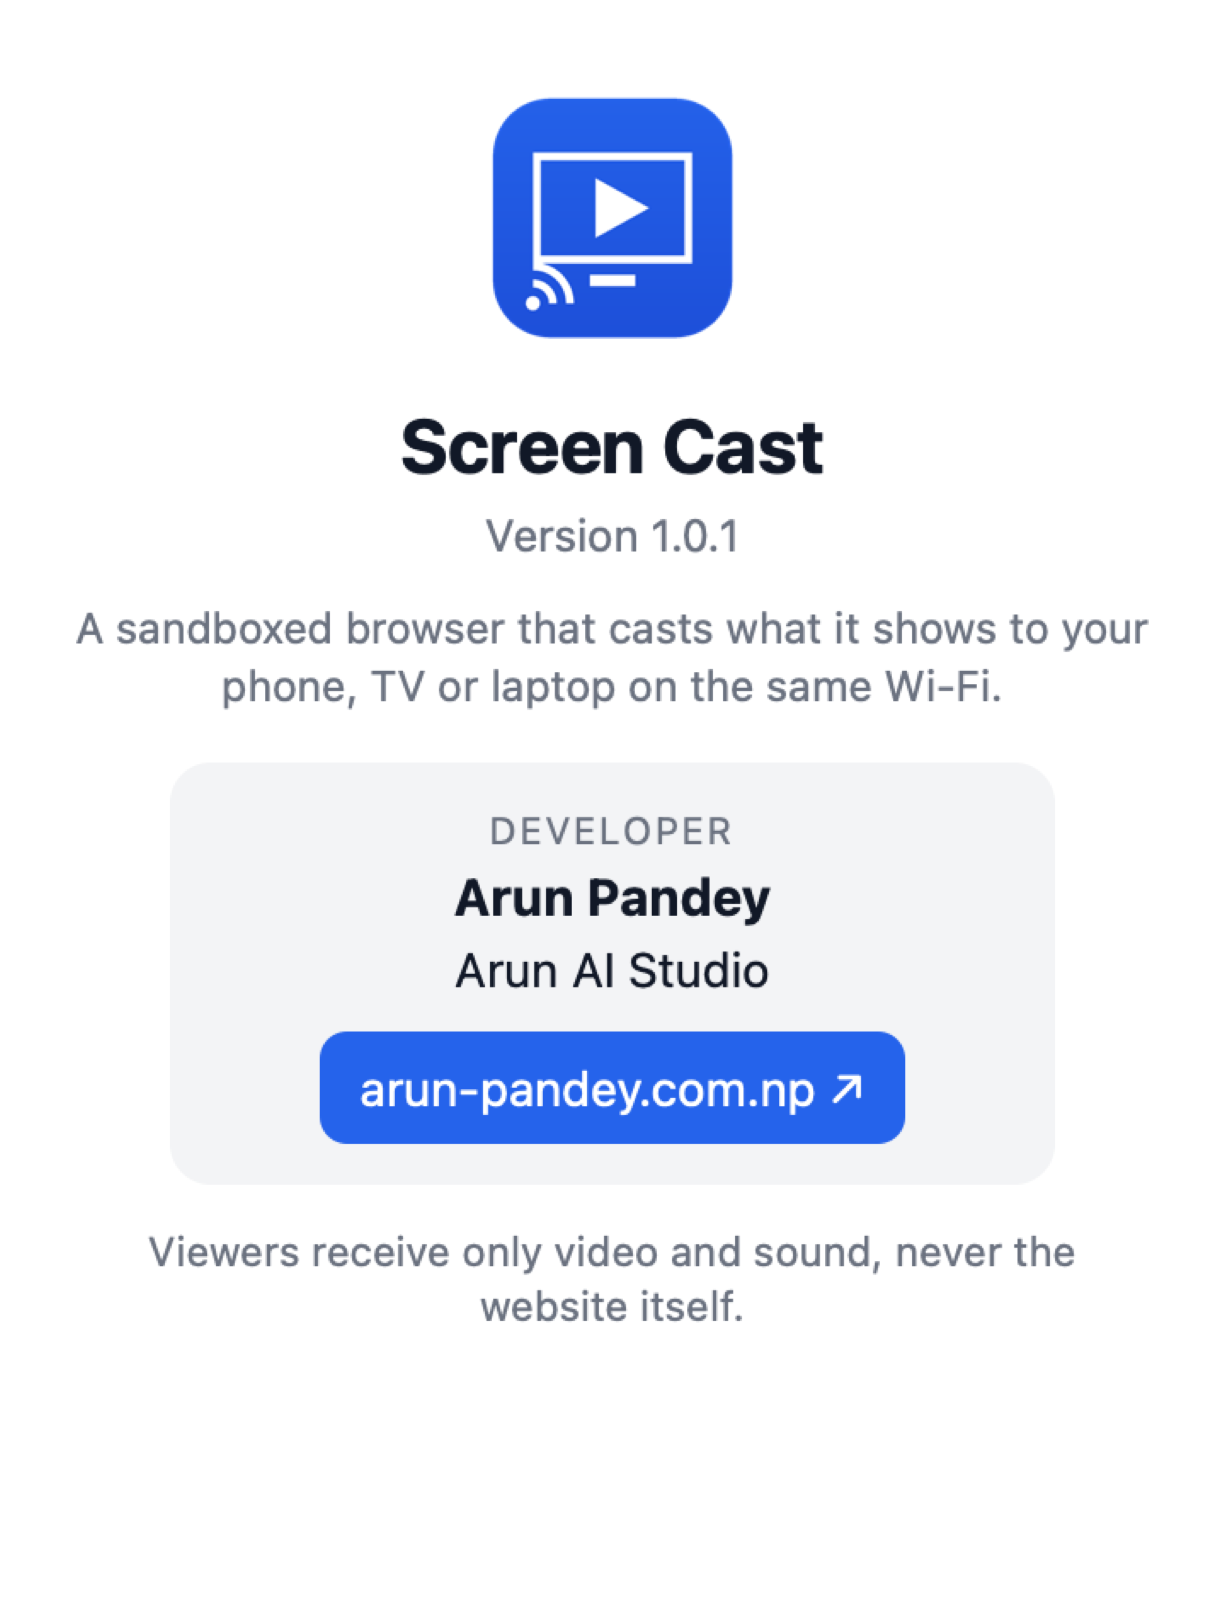 Screen Cast
Version 1.0.1
A sandboxed browser that casts what it shows to your
phone, TV or laptop on the same Wi-Fi.
DEVELOPER
Arun Pandey
Arun AI Studio
arun-pandey.com.np ↗
Viewers receive only video and sound, never the
website itself.